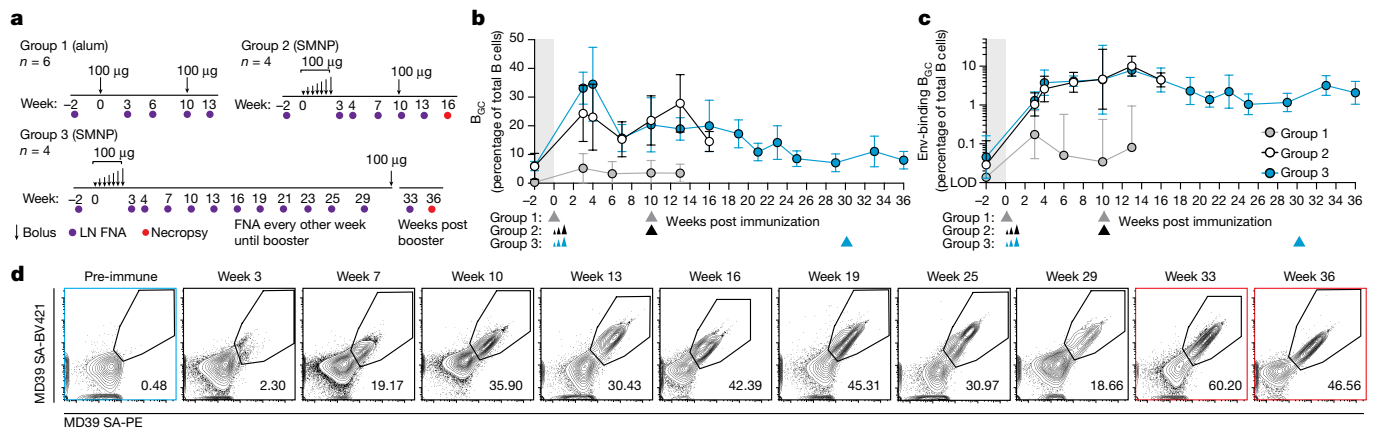 a
Group 1 (alum)
n = 6
100 µg
100 µg
Week: −2 0 3 6 10 13
Group 2 (SMNP)
n = 4
100 µg
100 µg
Week: −2 0 3 4 7 10 13 16
Group 3 (SMNP)
n = 4
100 µg
100 µg
Week: −2 0 3 4 7 10 13 16 19 21 23 25 29 33 36
FNA every other week
until booster
Weeks post
booster
Bolus LN FNA Necropsy
b
BGC
(percentage of total B cells)
50
40
30
20
10
0
−2 0 2 4 6 8 10 12 14 16 18 20 22 24 26 28 30 32 34 36
Weeks post immunization
Group 1:
Group 2:
Group 3:
c
Env-binding BGC
(percentage of total B cells)
10
1
0.1
LOD
Group 1
Group 2
Group 3
−2 0 2 4 6 8 10 12 14 16 18 20 22 24 26 28 30 32 34 36
Weeks post immunization
Group 1:
Group 2:
Group 3:
d
Pre-immune Week 3 Week 7 Week 10 Week 13 Week 16 Week 19 Week 25 Week 29 Week 33 Week 36
MD39 SA-BV421
0.48 2.30 19.17 35.90 30.43 42.39 45.31 30.97 18.66 60.20 46.56
MD39 SA-PE